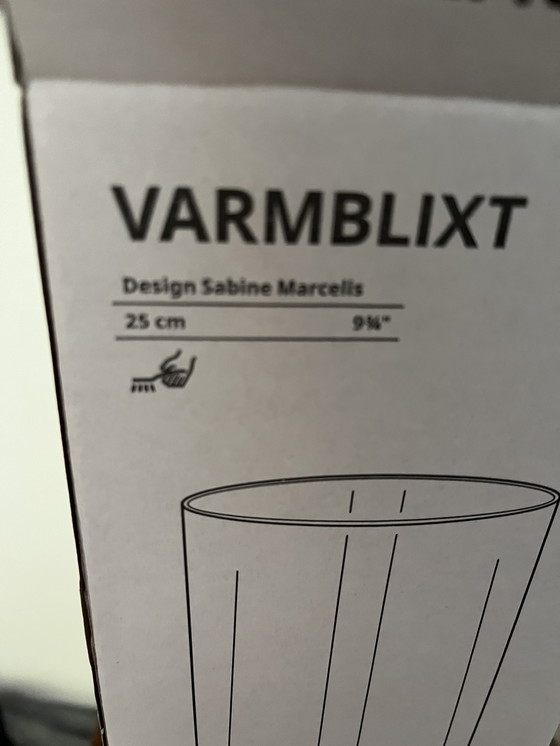 VARMBLIXT
Design Sabine Marcelis
25 cm 9¾"